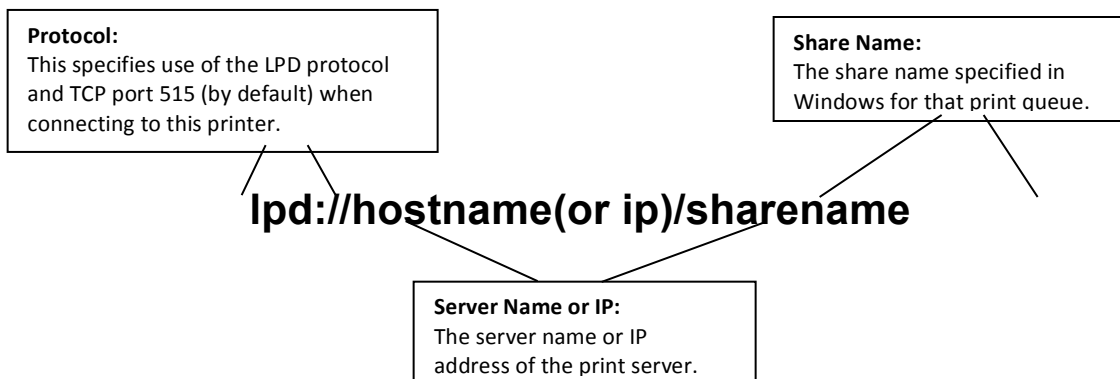 Protocol:
This specifies use of the LPD protocol
and TCP port 515 (by default) when
connecting to this printer.
Share Name:
The share name specified in
Windows for that print queue.
lpd://hostname(or ip)/sharename
Server Name or IP:
The server name or IP
address of the print server.